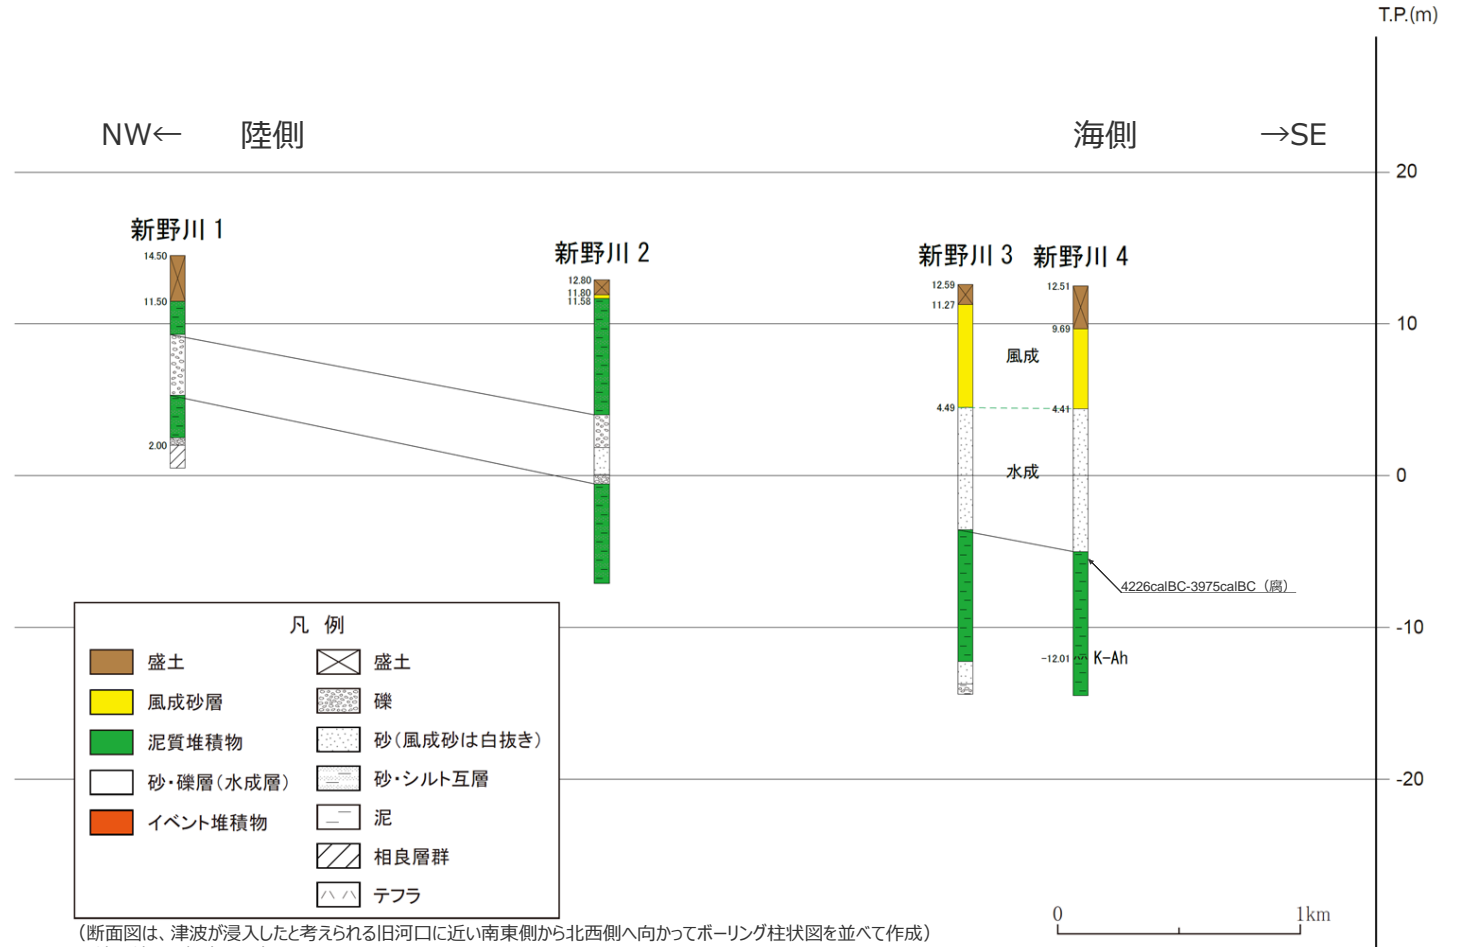 T.P.(m)
NW← 陸側 海側 →SE
20
新野川 1
新野川 2
新野川 3 新野川 4
14.50
11.50
2.00
12.80
11.80
11.58
12.59
11.27
4.49
12.51
9.69
4.41
10
風成
0
水成
4226calBC-3975calBC（腐）
-10
-12.01 K-Ah
-20
凡 例
盛土
風成砂層
泥質堆積物
砂・礫層(水成層)
イベント堆積物
盛土
礫
砂(風成砂は白抜き)
砂・シルト互層
泥
相良層群
テフラ
0 1km
（断面図は、津波が浸入したと考えられる旧河口に近い南東側から北西側へ向かってボーリング柱状図を並べて作成）